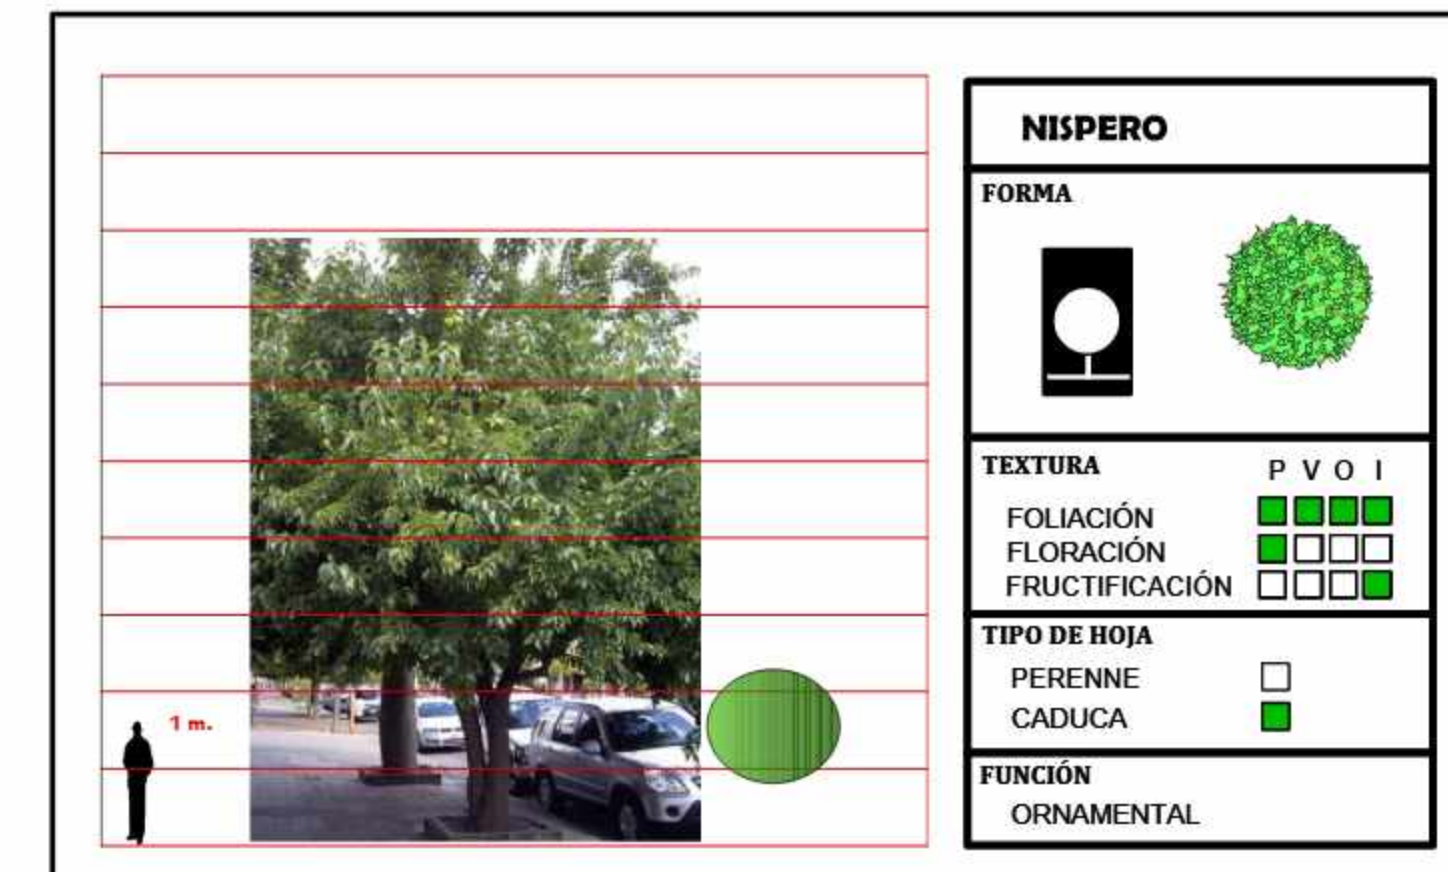 1 m.
NISPERO
FORMA
TEXTURA P V O I
FOLIACIÓN
FLORACIÓN
FRUCTIFICACIÓN
TIPO DE HOJA
PERENNE
CADUCA
FUNCIÓN
ORNAMENTAL